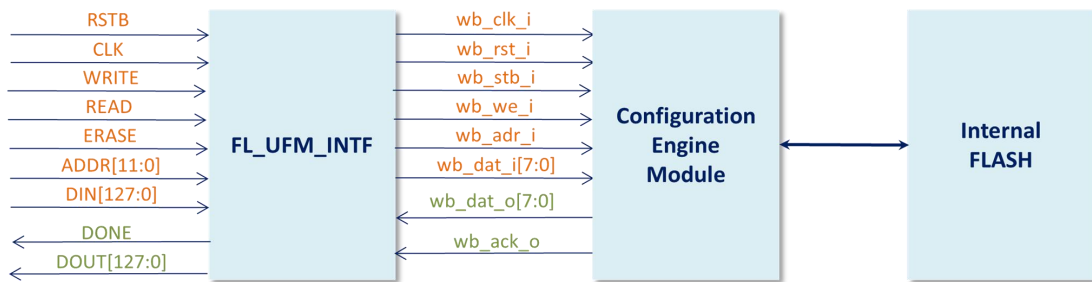 RSTB
CLK
WRITE
READ
ERASE
ADDR[11:0]
DIN[127:0]
DONE
DOUT[127:0]
FL_UFM_INTF
wb_clk_i
wb_rst_i
wb_stb_i
wb_we_i
wb_adr_i
wb_dat_i[7:0]
wb_dat_o[7:0]
wb_ack_o
Configuration
Engine
Module
Internal
FLASH